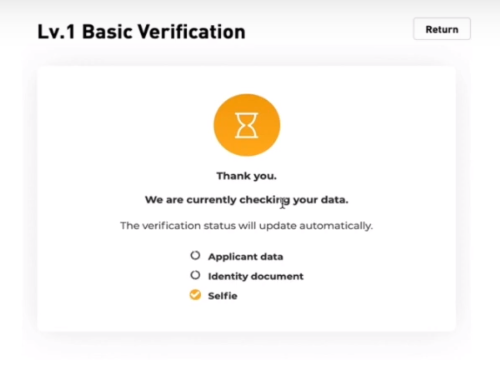 Lv.1 Basic Verification
Return
Thank you.
We are currently checking your data.
The verification status will update automatically.
Applicant data
Identity document
Selfie